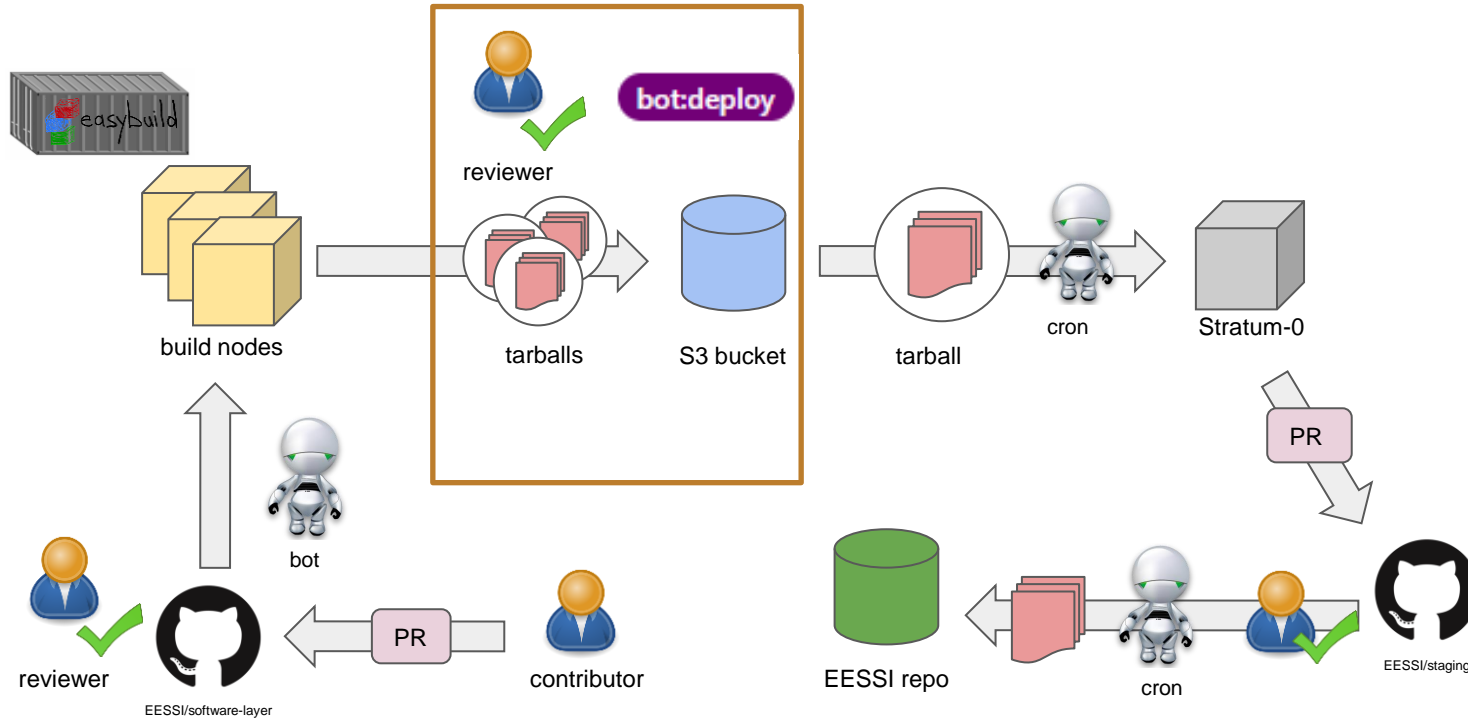 easybuild
bot:deploy
reviewer
build nodes
tarballs
S3 bucket
tarball
cron
Stratum-0
PR
bot
reviewer
EESSI/software-layer
PR
contributor
EESSI repo
cron
EESSI/staging